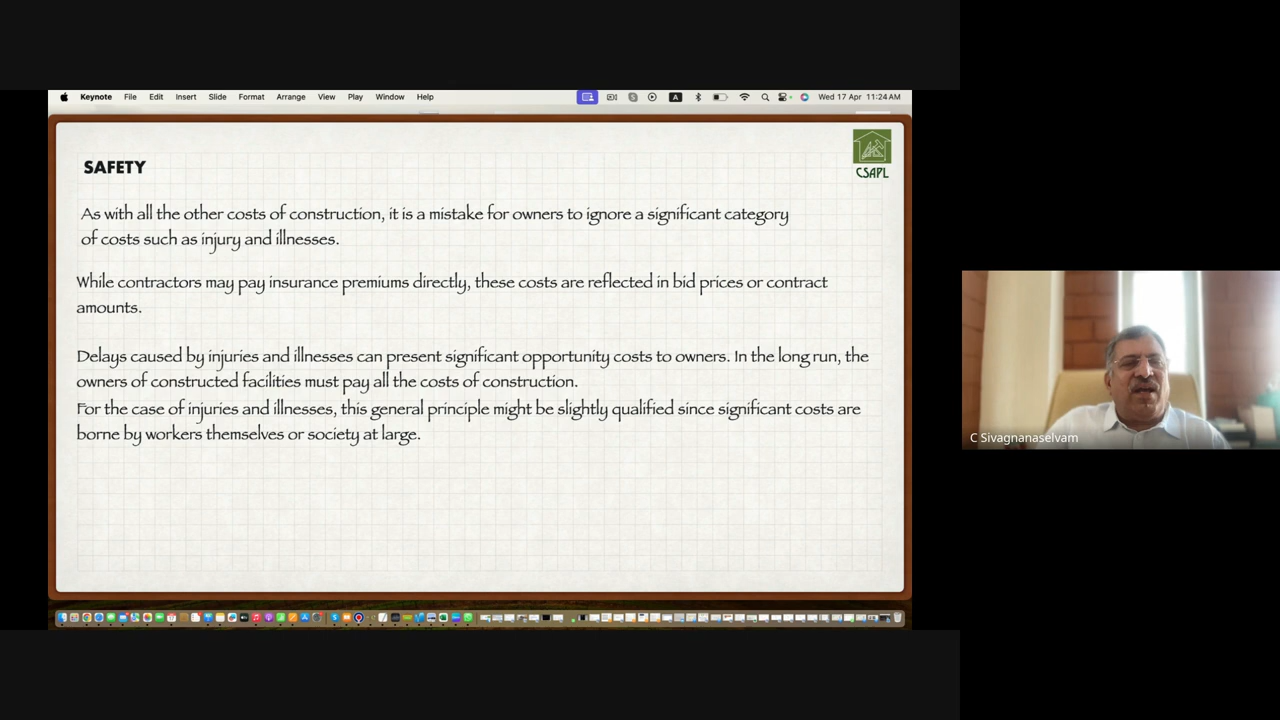 Keynote File Edit Insert Slide Format Arrange View Play Window Help A Wed 17 Apr 11:24 AM
SAFETY
CSAPL
As with all the other costs of construction, it is a mistake for owners to ignore a significant category
of costs such as injury and illnesses.
While contractors may pay insurance premiums directly, these costs are reflected in bid prices or contract
amounts.
Delays caused by injuries and illnesses can present significant opportunity costs to owners. In the long run, the
owners of constructed facilities must pay all the costs of construction.
For the case of injuries and illnesses, this general principle might be slightly qualified since significant costs are
borne by workers themselves or society at large.
C Sivagnanaselvam